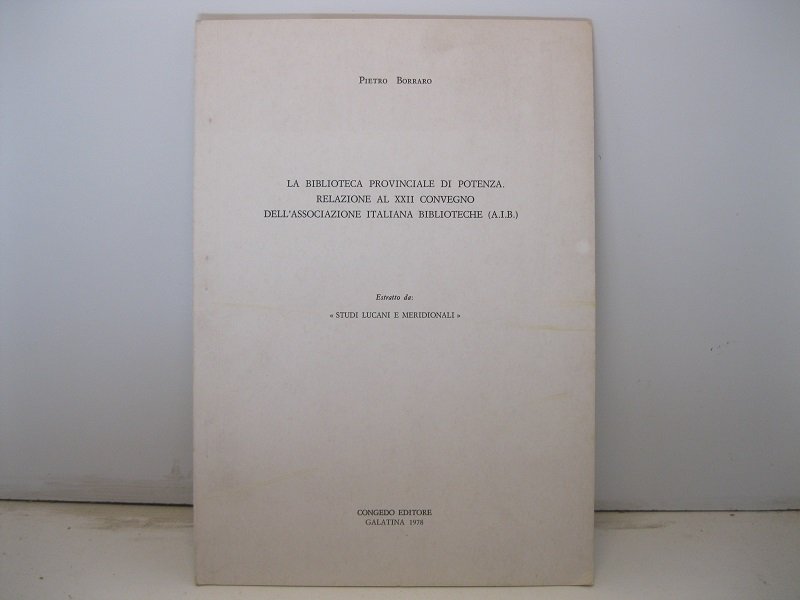 Pietro Borraro
LA BIBLIOTECA PROVINCIALE DI POTENZA.
RELAZIONE AL XXII CONVEGNO
DELL'ASSOCIAZIONE ITALIANA BIBLIOTECHE (A.I.B.)
Estratto da:
« STUDI LUCANI E MERIDIONALI »
CONGEDO EDITORE
GALATINA 1978